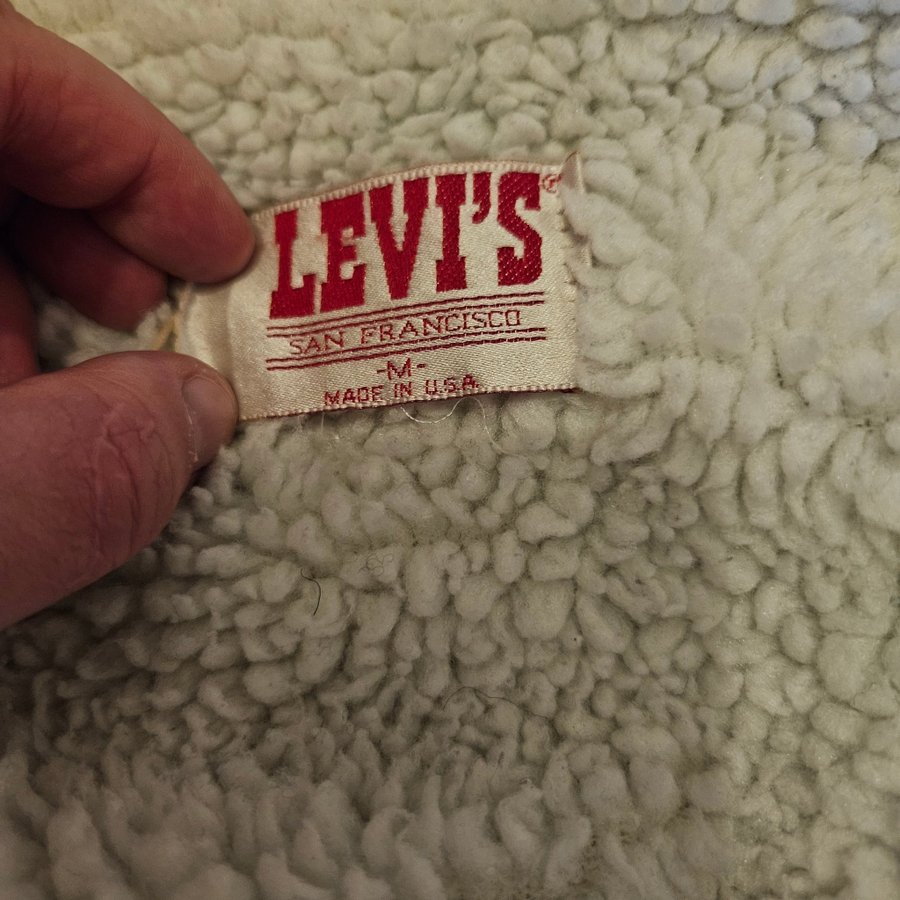 LEVI'S®
SAN FRANCISCO
-M-
MADE IN U.S.A.